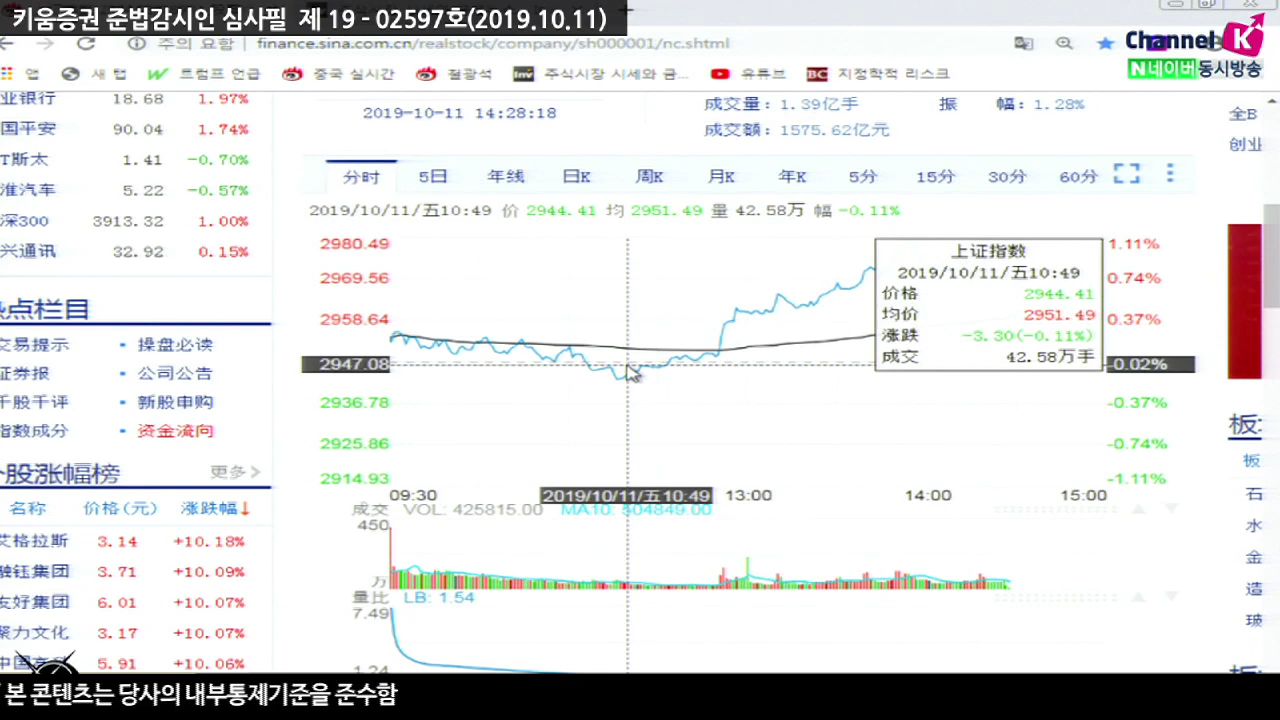 키움증권 준법감시인 심사필 제 19 - 02597호(2019.10.11)
Channel K
N네이버 동시방송
주의 요함 finance.sina.com.cn/realstock/company/sh000001/nc.shtml
앱 새 탭 트럼프 언급 중국 실시간 철광석 Inv 주식시장 시세와 금... 유튜브 BC 지정학적 리스크
业银行 18.68 1.97%
国平安 90.04 1.74%
T斯太 1.41 -0.70%
淮汽车 5.22 -0.57%
深300 3913.32 1.00%
兴通讯 32.92 0.15%
点栏目
交易提示 · 操盘必读
证券报 · 公司公告
千股千评 · 新股申购
指数成分 · 资金流向
股涨幅榜 更多>
名称 价格(元) 涨跌幅↓
艾格拉斯 3.14 +10.18%
融钰集团 3.71 +10.09%
友好集团 6.01 +10.07%
聚力文化 3.17 +10.07%
5.91 +10.06%
2019-10-11 14:28:18
成交量: 1.39亿手 振 幅: 1.28%
成交额: 1575.62亿元
分时 5日 年线 日K 周K 月K 年K 5分 15分 30分 60分
2019/10/11/五10:49 价 2944.41 均 2951.49 量 42.58万 幅 -0.11%
2980.49 1.11%
2969.56 0.74%
2958.64 0.37%
2947.08 -0.02%
2936.78 -0.37%
2925.86 -0.74%
2914.93 -1.11%
上证指数
2019/10/11/五10:49
价格 2944.41
均价 2951.49
涨跌 -3.30(-0.11%)
成交 42.58万手
09:30 2019/10/11/五10:49 13:00 14:00 15:00
成交 VOL: 425815.00 MA10: 504849.00
450
万
量比 LB: 1.54
7.49
1.24
全B
创业
板
板
石
水
金
造
玻
본 콘텐츠는 당사의 내부통제기준을 준수함